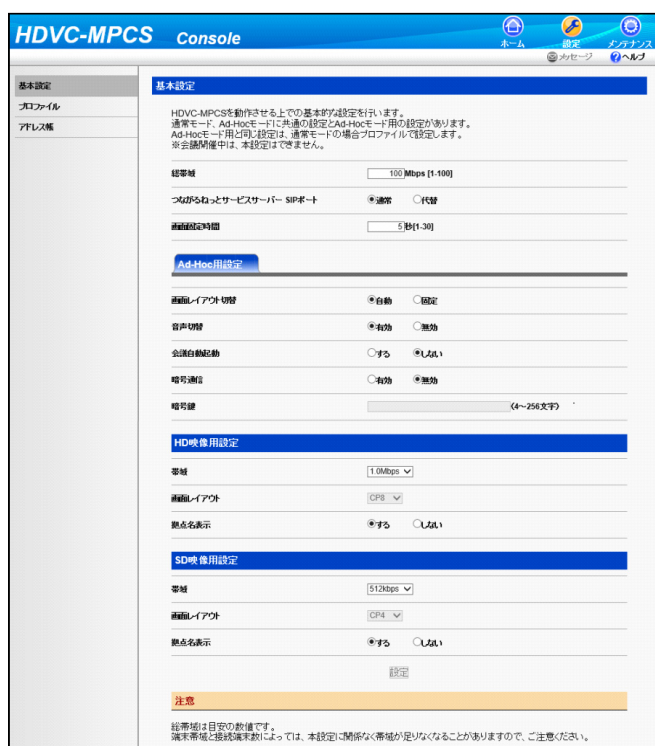 HDVC-MPCS Console
ホーム 設定 メンテナンス
メッセージ ヘルプ
基本設定
プロファイル
アドレス帳
基本設定
HDVC-MPCSを動作させる上での基本的な設定を行います。
通常モード、Ad-Hocモードに共通の設定とAd-Hocモード用の設定があります。
Ad-Hocモード用と同じ設定は、通常モードの場合プロファイルで設定します。
※会議開催中は、本設定はできません。
総帯域 100 Mbps [1-100]
つながるねっとサービスサーバー SIPポート 通常 代替
画面固定時間 5 秒[1-30]
Ad-Hoc用設定
画面レイアウト切替 自動 固定
音声切替 有効 無効
会議自動起動 する しない
暗号通信 有効 無効
暗号鍵 (4～256文字)
HD映像用設定
帯域 1.0Mbps
画面レイアウト CP8
拠点名表示 する しない
SD映像用設定
帯域 512kbps
画面レイアウト CP4
拠点名表示 する しない
設定
注意
総帯域は目安の数値です。
端末帯域と接続端末数によっては、本設定に関係なく帯域が足りなくなることがありますので、ご注意ください。